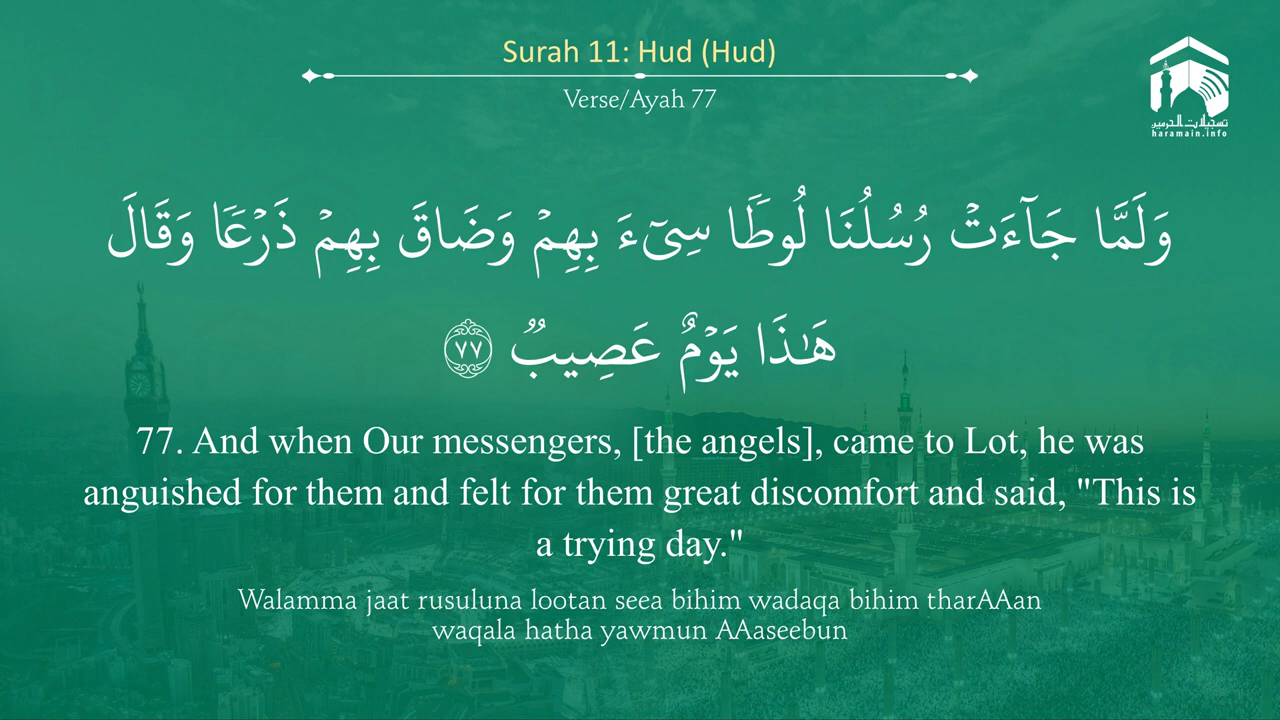 Surah 11: Hud (Hud)
Verse/Ayah 77
تسجيلات الحرمين
haramain.info
وَلَمَّا جَآءَتۡ رُسُلُنَا لُوطٗا سِيٓءَ بِهِمۡ وَضَاقَ بِهِمۡ ذَرۡعٗا وَقَالَ
هَٰذَا يَوۡمٌ عَصِيبٞ ٧٧
77. And when Our messengers, [the angels], came to Lot, he was
anguished for them and felt for them great discomfort and said, "This is
a trying day."
Walamma jaat rusuluna lootan seea bihim wadaqa bihim tharAAan
waqala hatha yawmun AAaseebun